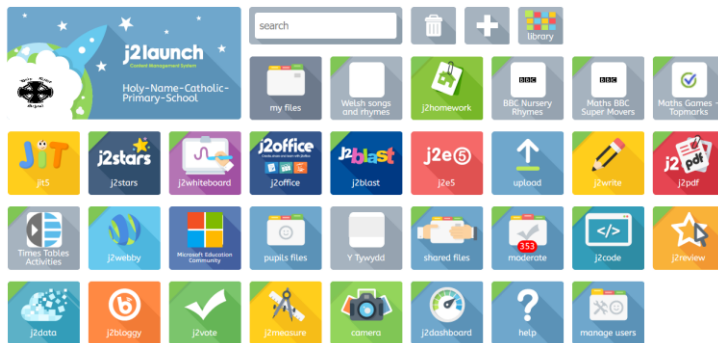 j2launch
Content Management System
Holy-Name-Catholic-
Primary-School
search
library
my files
Welsh songs
and rhymes
j2homework
BBC
BBC Nursery
Rhymes
BBC
Maths BBC
Super Movers
Maths Games -
Topmarks
JiT
jit5
j2stars
j2stars
j2whiteboard
j2office
j2office
j2blast
j2blast
j2e5
j2e5
upload
j2write
j2pdf
j2pdf
Times Tables
Activities
j2webby
Microsoft Education
Community
pupils files
Y Tywydd
shared files
353
moderate
</>
j2code
j2review
j2data
b
j2bloggy
j2vote
j2measure
camera
j2dashboard
?
help
manage users